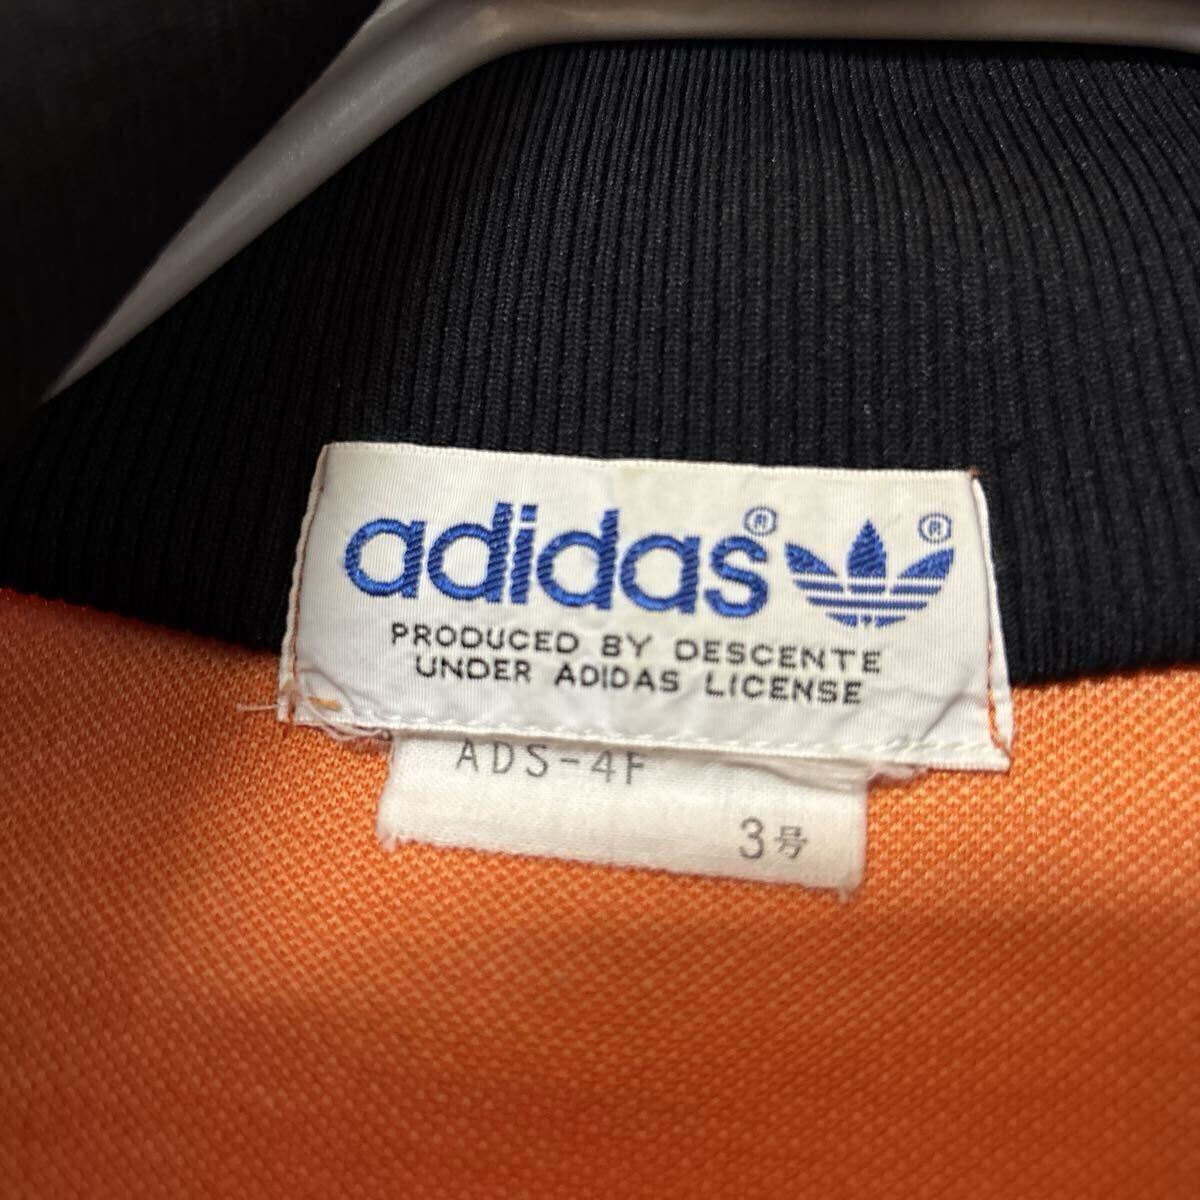 adidas® ®
PRODUCED BY DESCENTE
UNDER ADIDAS LICENSE
ADS-4F
3号